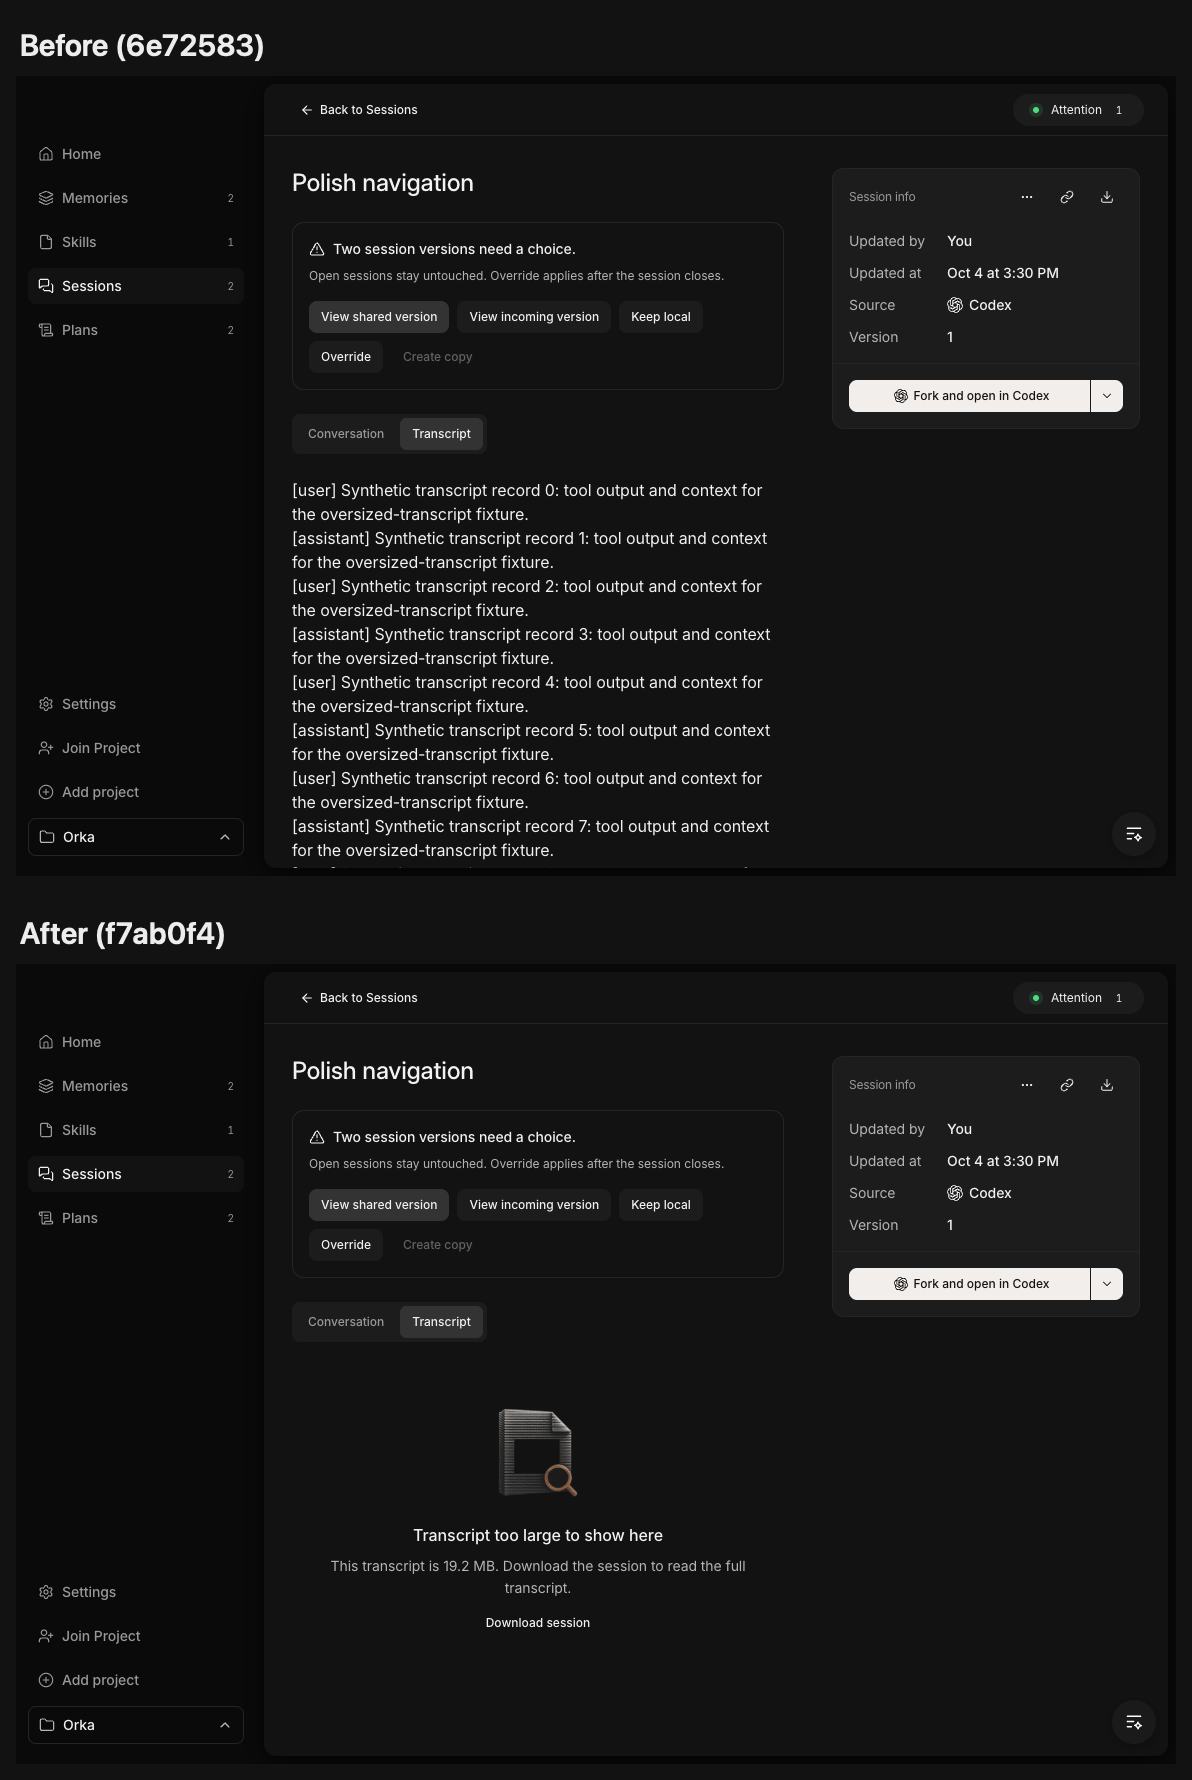 Before (6e72583)
Back to Sessions
Attention 1
Home
Memories 2
Skills 1
Sessions 2
Plans 2
Settings
Join Project
Add project
Orka
Polish navigation
Two session versions need a choice.
Open sessions stay untouched. Override applies after the session closes.
View shared version View incoming version Keep local
Override Create copy
Conversation Transcript
[user] Synthetic transcript record 0: tool output and context for
the oversized-transcript fixture.
[assistant] Synthetic transcript record 1: tool output and context
for the oversized-transcript fixture.
[user] Synthetic transcript record 2: tool output and context for
the oversized-transcript fixture.
[assistant] Synthetic transcript record 3: tool output and context
for the oversized-transcript fixture.
[user] Synthetic transcript record 4: tool output and context for
the oversized-transcript fixture.
[assistant] Synthetic transcript record 5: tool output and context
for the oversized-transcript fixture.
[user] Synthetic transcript record 6: tool output and context for
the oversized-transcript fixture.
[assistant] Synthetic transcript record 7: tool output and context
for the oversized-transcript fixture.
Session info
Updated by You
Updated at Oct 4 at 3:30 PM
Source Codex
Version 1
Fork and open in Codex
After (f7ab0f4)
Back to Sessions
Attention 1
Home
Memories 2
Skills 1
Sessions 2
Plans 2
Settings
Join Project
Add project
Orka
Polish navigation
Two session versions need a choice.
Open sessions stay untouched. Override applies after the session closes.
View shared version View incoming version Keep local
Override Create copy
Conversation Transcript
Transcript too large to show here
This transcript is 19.2 MB. Download the session to read the full
transcript.
Download session
Session info
Updated by You
Updated at Oct 4 at 3:30 PM
Source Codex
Version 1
Fork and open in Codex